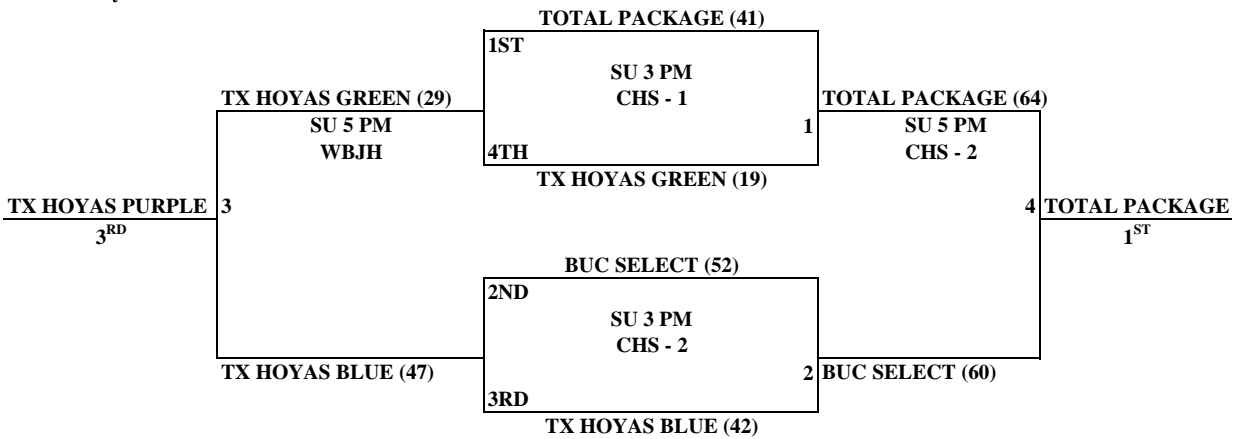 TOTAL PACKAGE (41)
1ST
SU 3 PM
CHS - 1
TX HOYAS GREEN (29)
TOTAL PACKAGE (64)
SU 5 PM
WBJH
1
SU 5 PM
CHS - 2
4TH
TX HOYAS GREEN (19)
TX HOYAS PURPLE
3
4
TOTAL PACKAGE
3RD
1ST
BUC SELECT (52)
2ND
SU 3 PM
CHS - 2
TX HOYAS BLUE (47)
2
BUC SELECT (60)
3RD
TX HOYAS BLUE (42)